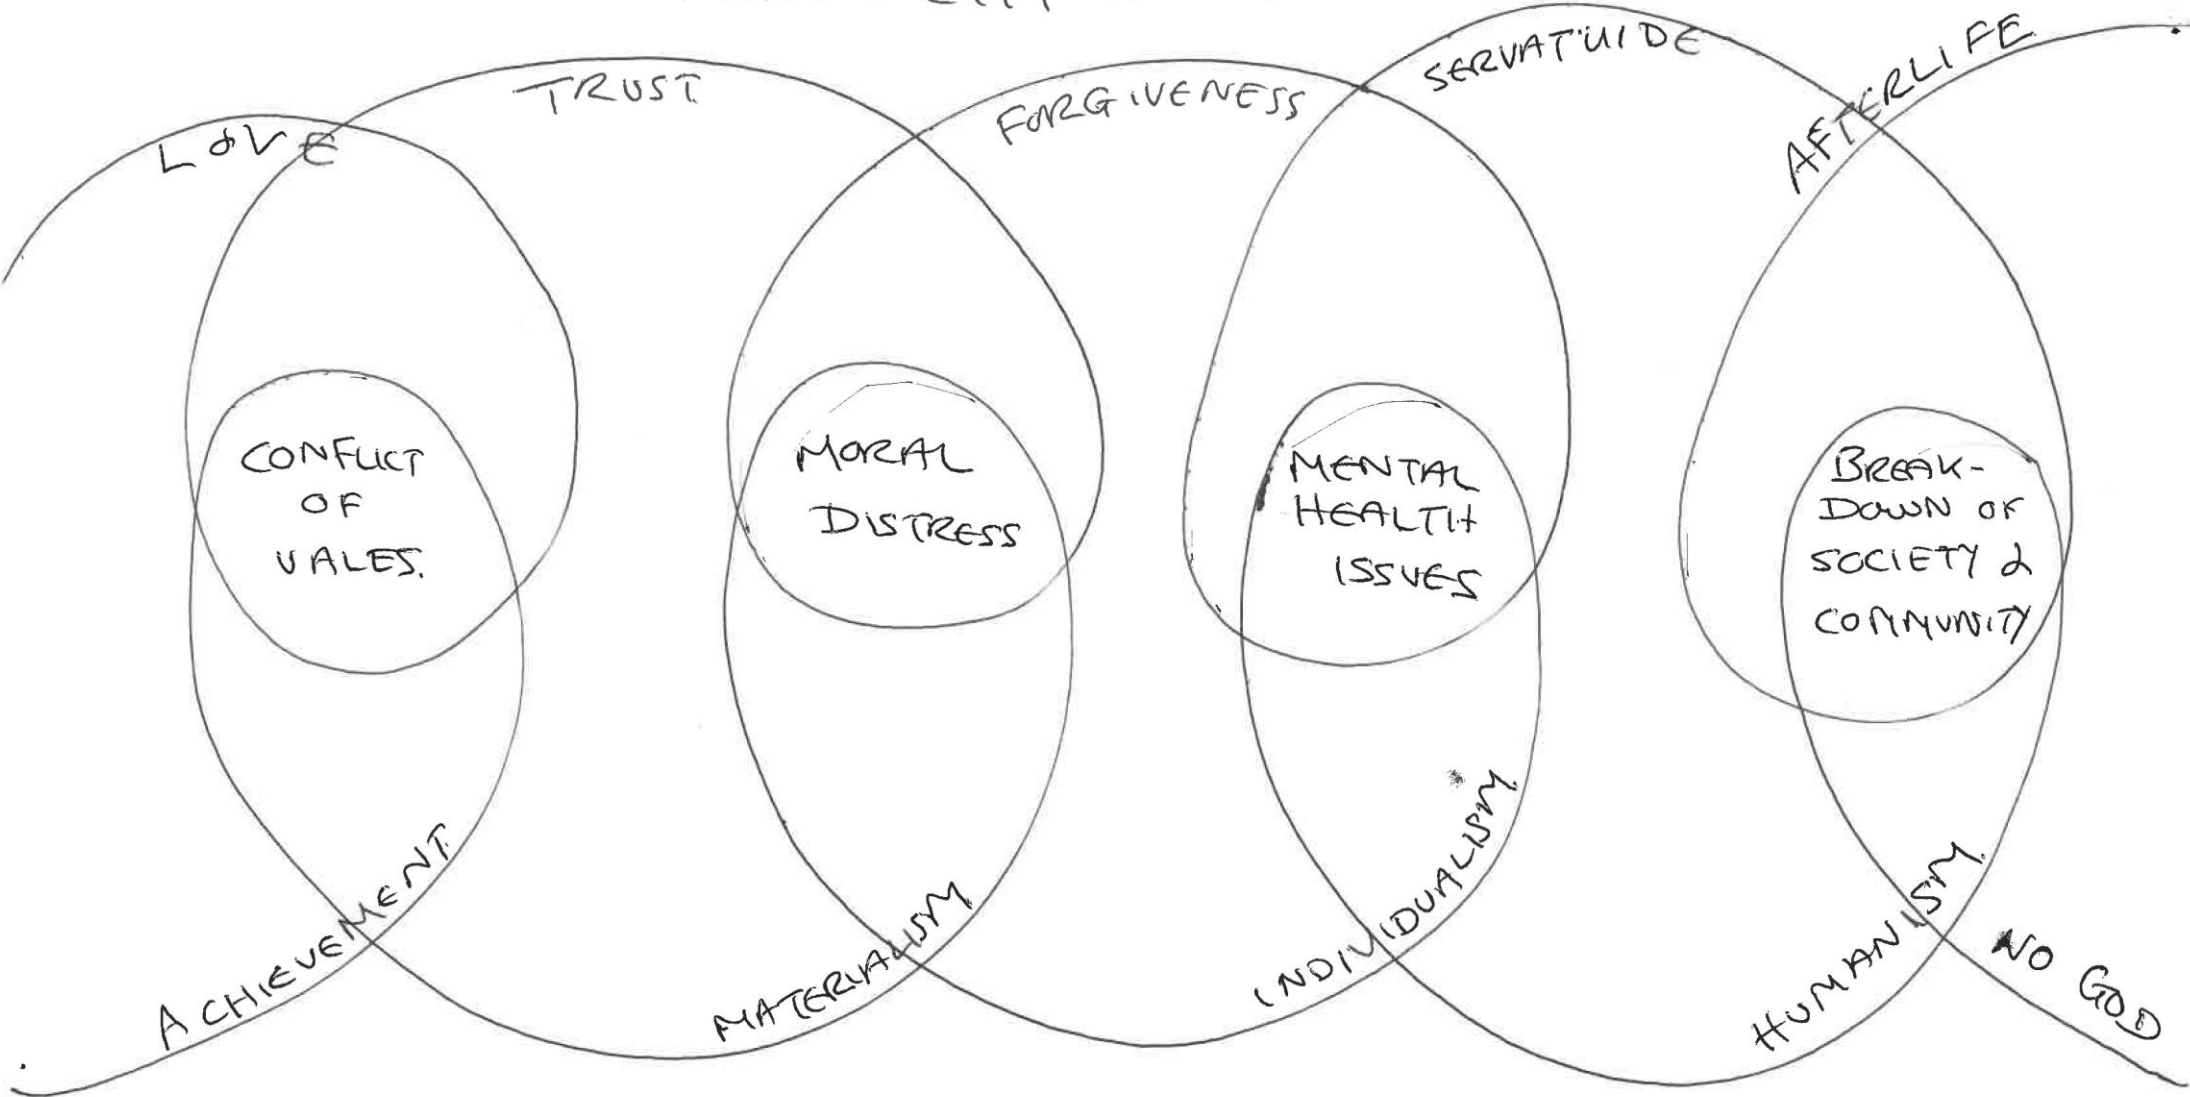 LOVE
TRUST
FORGIVENESS
SERVATUIDE
AFTERLIFE
CONFLICT
OF
VALES.
MORAL
DISTRESS
MENTAL
HEALTH
ISSUES
BREAK-
DOWN OF
SOCIETY &
COMMUNITY
ACHIEVEMENT.
MATERIALISM
INDIVIDUALISM.
HUMANISM.
NO GOD